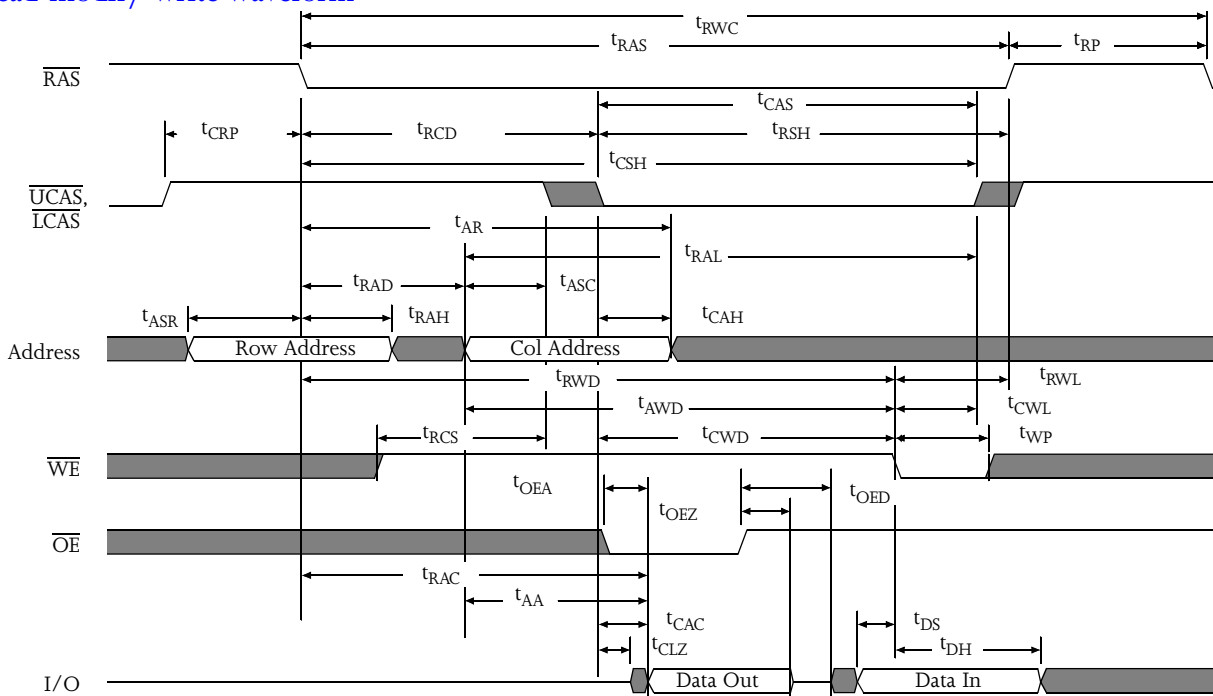 read-modify-write waveform
tRWC
tRAS
tRP
RAS
tCAS
tCRP
tRCD
tRSH
tCSH
UCAS,
LCAS
tAR
tRAL
tRAD
tASC
tASR
tRAH
tCAH
Address
Row Address
Col Address
tRWD
tRWL
tAWD
tCWL
tRCS
tCWD
tWP
WE
tOEA
tOED
tOEZ
OE
tRAC
tAA
tCAC
tDS
tCLZ
tDH
I/O
Data Out
Data In